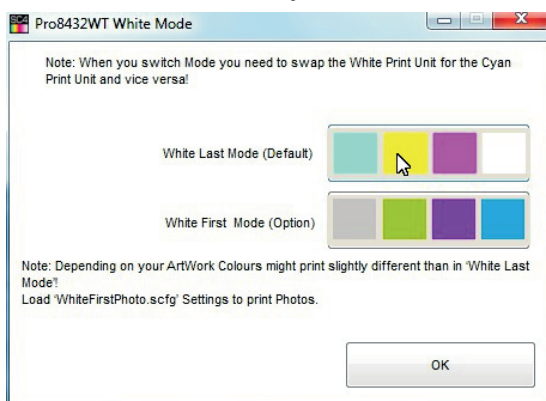 SC4
Pro8432WT White Mode
Note: When you switch Mode you need to swap the White Print Unit for the Cyan
Print Unit and vice versa!
White Last Mode (Default)
White First Mode (Option)
Note: Depending on your ArtWork Colours might print slightly different than in 'White Last
Mode'!
Load 'WhiteFirstPhoto.scfg' Settings to print Photos.
OK